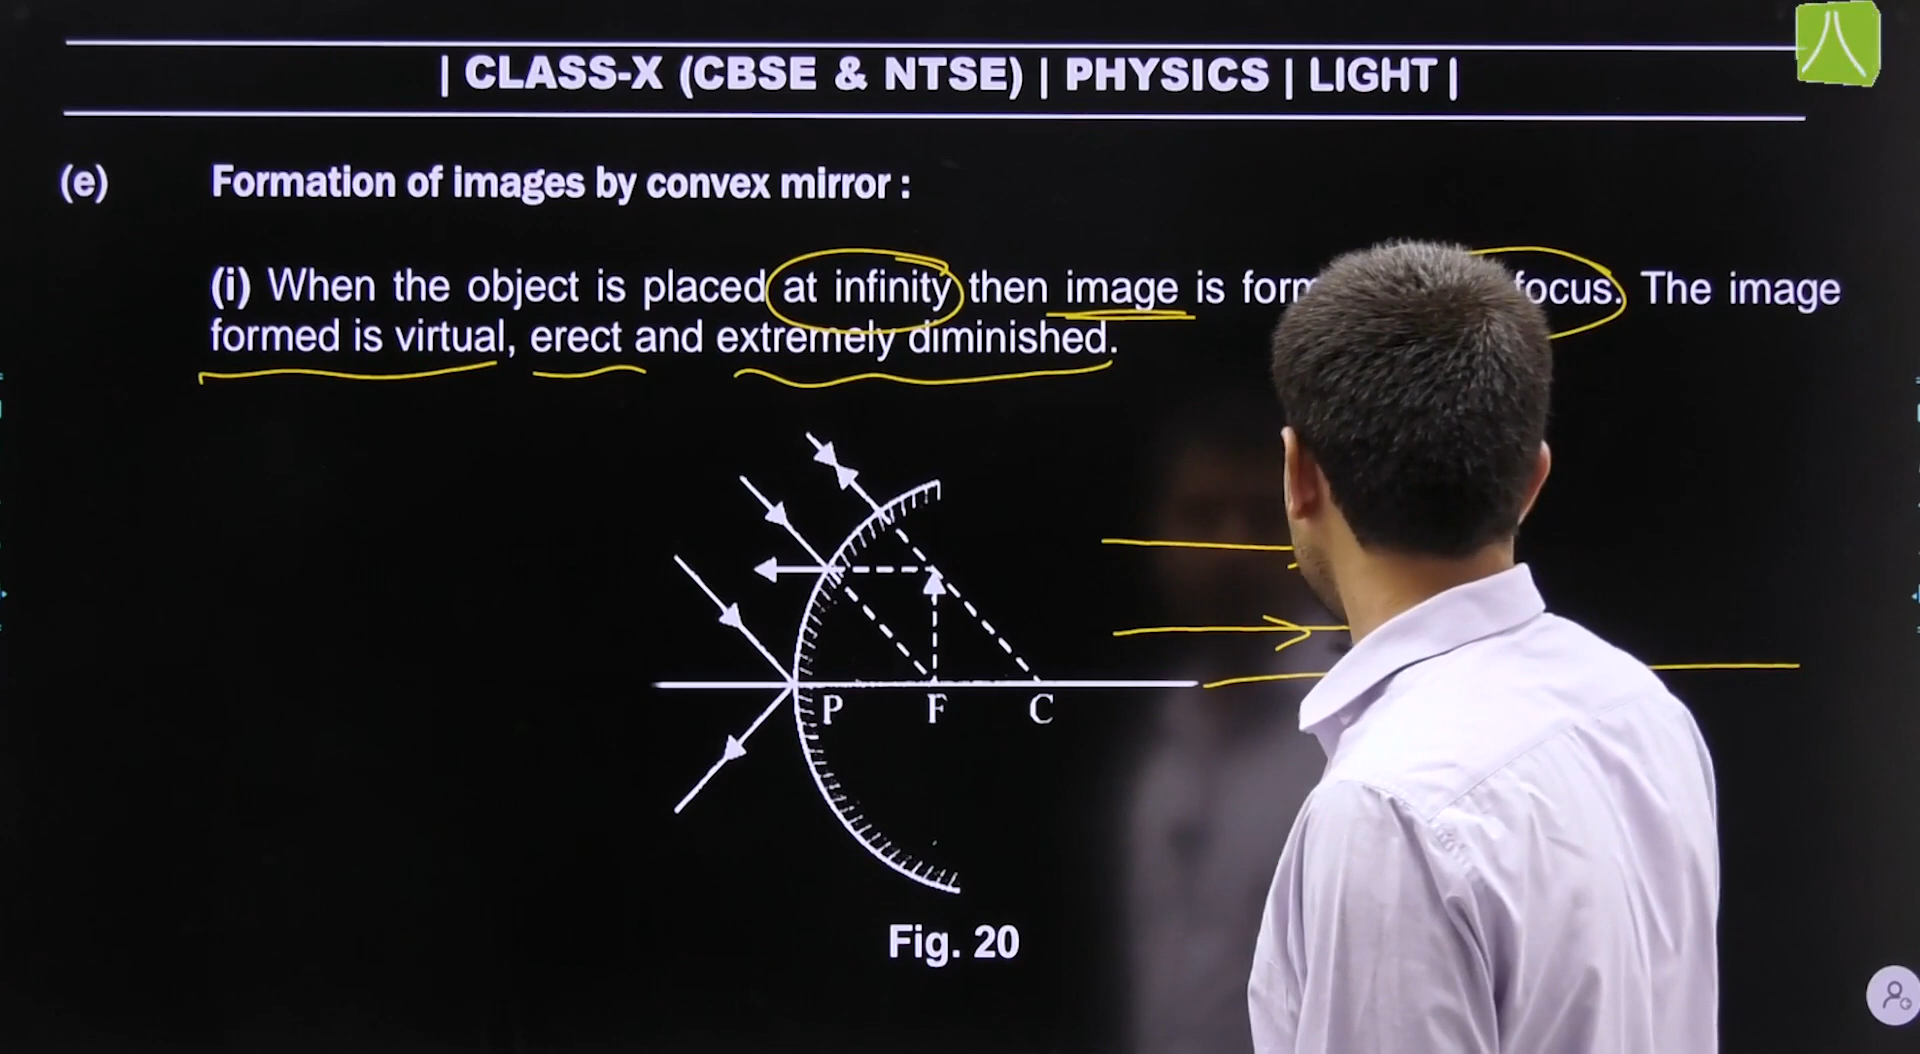 | CLASS-X (CBSE & NTSE) | PHYSICS | LIGHT |
(e) Formation of images by convex mirror :
(i) When the object is placed at infinity then image is focus. The image
formed is virtual, erect and extremely diminished.
P F C
Fig. 20